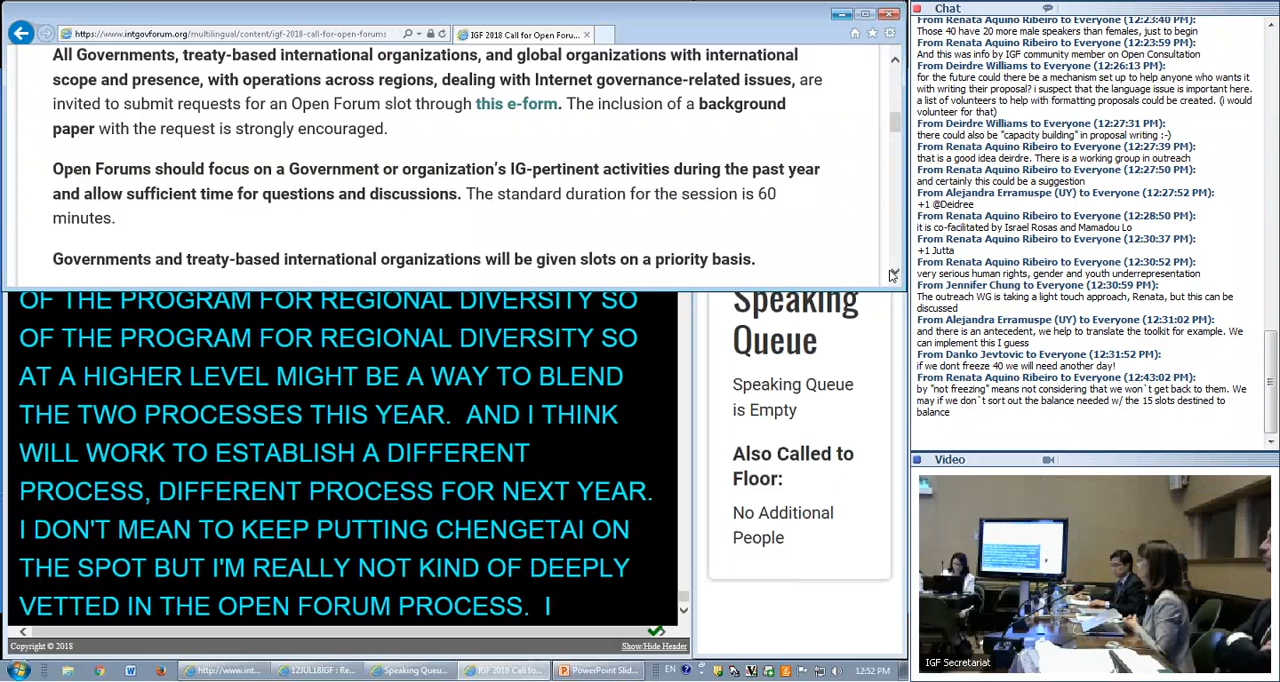 https://www.intgovforum.org/multilingual/content/igf-2018-call-for-open-forums
IGF 2018 Call for Open Foru...
All Governments, treaty-based international organizations, and global organizations with international
scope and presence, with operations across regions, dealing with Internet governance-related issues, are
invited to submit requests for an Open Forum slot through this e-form. The inclusion of a background
paper with the request is strongly encouraged.
Open Forums should focus on a Government or organization's IG-pertinent activities during the past year
and allow sufficient time for questions and discussions. The standard duration for the session is 60
minutes.
Governments and treaty-based international organizations will be given slots on a priority basis.
OF THE PROGRAM FOR REGIONAL DIVERSITY SO
OF THE PROGRAM FOR REGIONAL DIVERSITY SO
AT A HIGHER LEVEL MIGHT BE A WAY TO BLEND
THE TWO PROCESSES THIS YEAR.  AND I THINK
WILL WORK TO ESTABLISH A DIFFERENT
PROCESS, DIFFERENT PROCESS FOR NEXT YEAR.
I DON'T MEAN TO KEEP PUTTING CHENGETAI ON
THE SPOT BUT I'M REALLY NOT KIND OF DEEPLY
VETTED IN THE OPEN FORUM PROCESS.  I
Copyright © 2018
Show/Hide Header
Speaking
Queue
Speaking Queue
is Empty
Also Called to
Floor:
No Additional
People
Chat
From Renata Aquino Ribeiro to Everyone (12:23:40 PM):
Those 40 have 20 more male speakers than females, just to begin
From Renata Aquino Ribeiro to Everyone (12:23:59 PM):
And this was info by IGF community member on Open Consultation
From Deirdre Williams to Everyone (12:26:13 PM):
for the future could there be a mechanism set up to help anyone who wants it
with writing their proposal? i suspect that the language issue is important here.
a list of volunteers to help with formatting proposals could be created. (i would
volunteer for that)
From Deirdre Williams to Everyone (12:27:31 PM):
there could also be "capacity building" in proposal writing :-)
From Renata Aquino Ribeiro to Everyone (12:27:39 PM):
that is a good idea deirdre. There is a working group in outreach
From Renata Aquino Ribeiro to Everyone (12:27:50 PM):
and certainly this could be a suggestion
From Alejandra Erramuspe (UY) to Everyone (12:27:52 PM):
+1 @Deidree
From Renata Aquino Ribeiro to Everyone (12:28:50 PM):
it is co-facilitated by Israel Rosas and Mamadou Lo
From Renata Aquino Ribeiro to Everyone (12:30:37 PM):
+1 Jutta
From Renata Aquino Ribeiro to Everyone (12:30:52 PM):
very serious human rights, gender and youth underrepresentation
From Jennifer Chung to Everyone (12:30:59 PM):
The outreach WG is taking a light touch approach, Renata, but this can be
discussed
From Alejandra Erramuspe (UY) to Everyone (12:31:02 PM):
and there is an antecedent, we help to translate the toolkit for example. We
can implement this I guess
From Danko Jevtovic to Everyone (12:31:52 PM):
if we dont freeze 40 we will need another day!
From Renata Aquino Ribeiro to Everyone (12:43:02 PM):
by "not freezing" means not considering that we won`t get back to them. We
may if we don`t sort out the balance needed w/ the 15 slots destined to
balance
Video
IGF Secretariat
http://www.int...
12JUL18IGF : Re...
Speaking Queu...
IGF 2018 Call fo...
PowerPoint Slid...
EN
12:52 PM